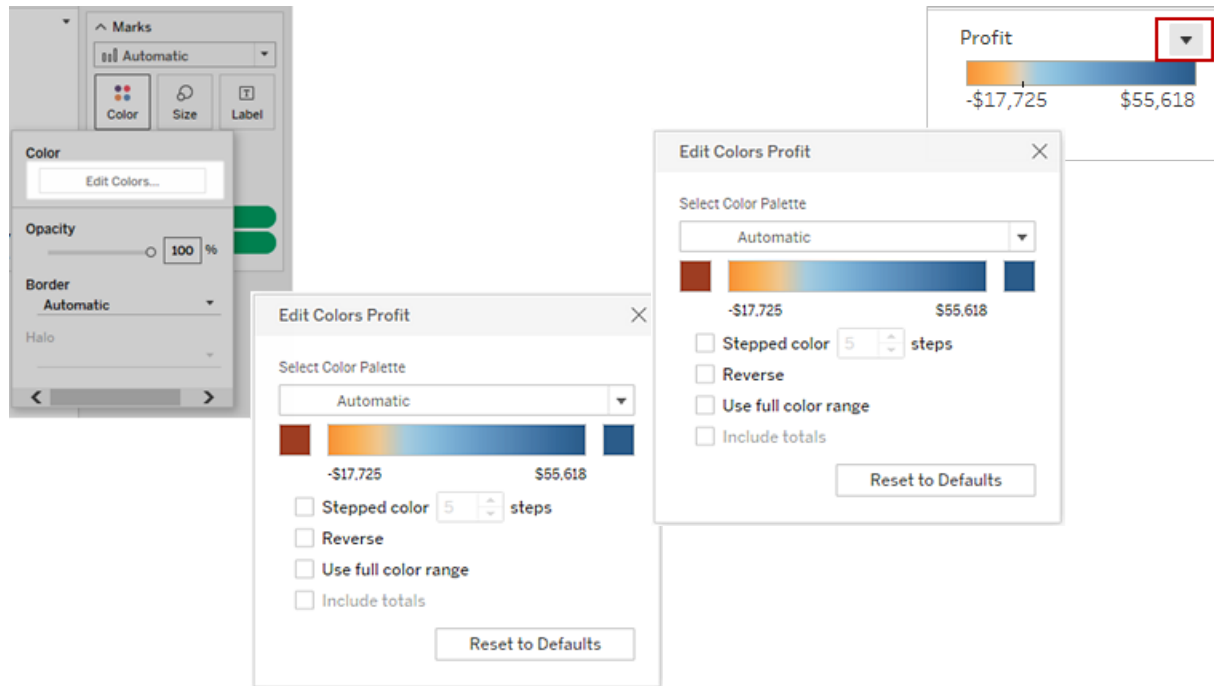 Marks
Automatic
Color Size Label
Color
Edit Colors...
Opacity
100 %
Border
Automatic
Halo
Edit Colors Profit
Select Color Palette
Automatic
-$17,725 $55,618
Stepped color 5 steps
Reverse
Use full color range
Include totals
Reset to Defaults
Profit
-$17,725 $55,618
Edit Colors Profit
Select Color Palette
Automatic
-$17,725 $55,618
Stepped color 5 steps
Reverse
Use full color range
Include totals
Reset to Defaults